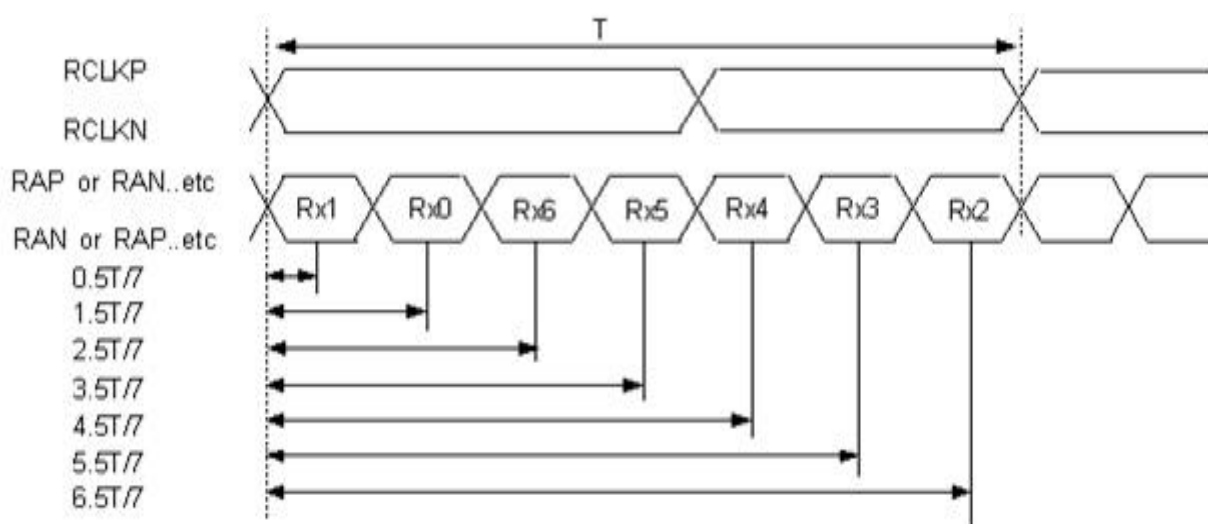 T
RCLKP
RCLKN
RAP or RAN..etc
Rx1 Rx0 Rx6 Rx5 Rx4 Rx3 Rx2
RAN or RAP..etc
0.5T/7
1.5T/7
2.5T/7
3.5T/7
4.5T/7
5.5T/7
6.5T/7